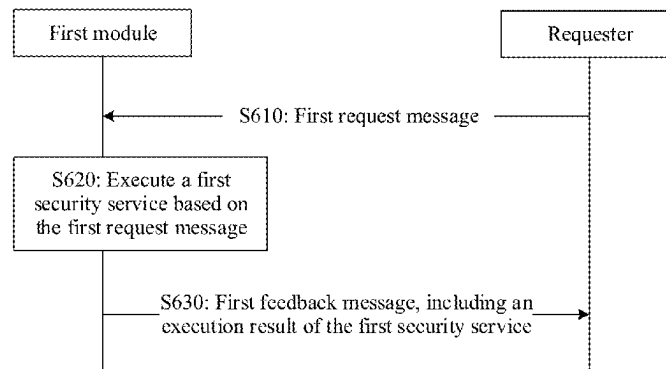 First module
Requester
S610: First request message
S620: Execute a first
security service based on
the first request message
S630: First feedback message, including an
execution result of the first security service